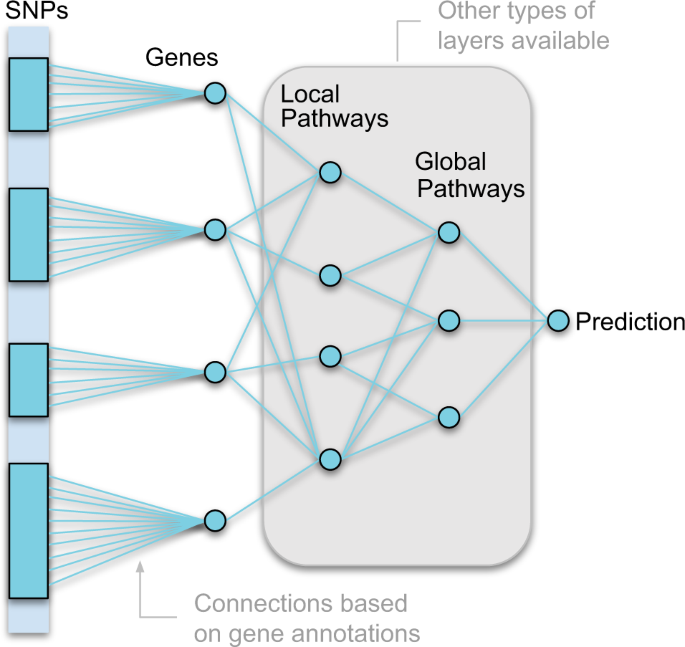 SNPs
Other types of
layers available
Genes
Local
Pathways
Global
Pathways
Prediction
Connections based
on gene annotations